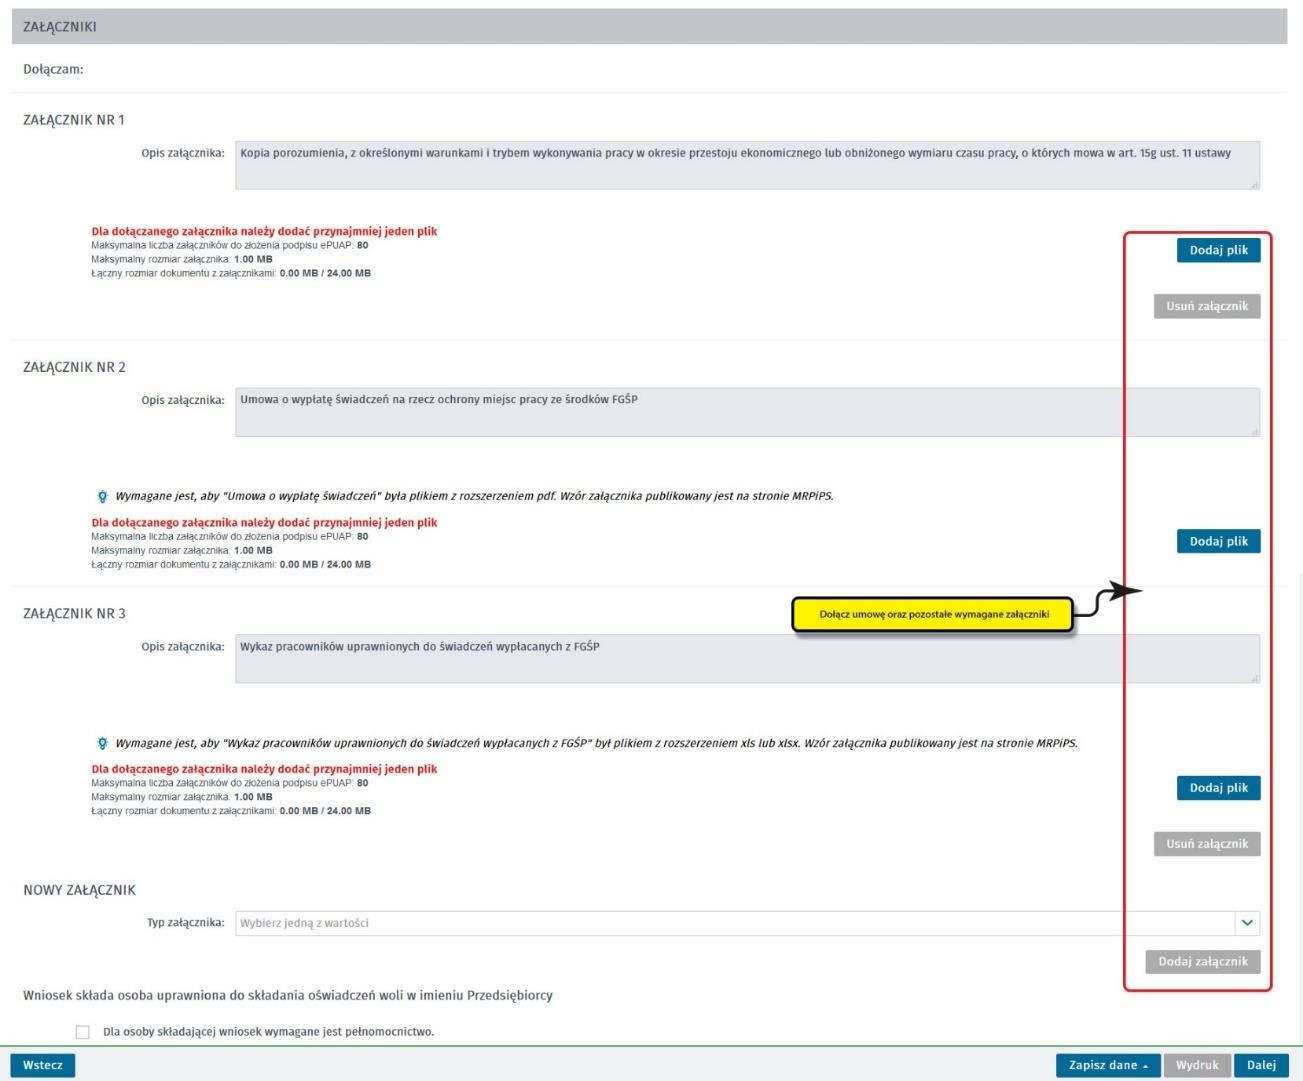 ZAŁĄCZNIKI
Dołączam:
ZAŁĄCZNIK NR 1
Opis załącznika: Kopia porozumienia, z określonymi warunkami i trybem wykonywania pracy w okresie przestoju ekonomicznego lub obniżonego wymiaru czasu pracy, o których mowa w art. 15g ust. 11 ustawy
Dla dołączanego załącznika należy dodać przynajmniej jeden plik
Maksymalna liczba załączników do złożenia podpisu ePUAP: 80
Dodaj plik
Maksymalny rozmiar załącznika: 1.00 MB
Łączny rozmiar dokumentu z załącznikami: 0.00 MB / 24.00 MB
Usuń załącznik
ZAŁĄCZNIK NR 2
Opis załącznika: Umowa o wypłatę świadczeń na rzecz ochrony miejsc pracy ze środków FGŚP
Wymagane jest, aby "Umowa o wypłatę świadczeń" była plikiem z rozszerzeniem pdf. Wzór załącznika publikowany jest na stronie MRPiPS.
Dla dołączanego załącznika należy dodać przynajmniej jeden plik
Maksymalna liczba załączników do złożenia podpisu ePUAP: 80
Dodaj plik
Maksymalny rozmiar załącznika: 1.00 MB
Łączny rozmiar dokumentu z załącznikami: 0.00 MB / 24.00 MB
ZAŁĄCZNIK NR 3
Dołącz umowę oraz pozostałe wymagane załączniki
Opis załącznika: Wykaz pracowników uprawnionych do świadczeń wypłacanych z FGŚP
Wymagane jest, aby "Wykaz pracowników uprawnionych do świadczeń wypłacanych z FGŚP" był plikiem z rozszerzeniem xls lub xlsx. Wzór załącznika publikowany jest na stronie MRPiPS.
Dla dołączanego załącznika należy dodać przynajmniej jeden plik
Maksymalna liczba załączników do złożenia podpisu ePUAP: 80
Dodaj plik
Maksymalny rozmiar załącznika: 1.00 MB
Łączny rozmiar dokumentu z załącznikami: 0.00 MB / 24.00 MB
Usuń załącznik
NOWY ZAŁĄCZNIK
Typ załącznika: Wybierz jedną z wartości
Dodaj załącznik
Wniosek składa osoba uprawniona do składania oświadczeń woli w imieniu Przedsiębiorcy
Dla osoby składającej wniosek wymagane jest pełnomocnictwo.
Wstecz Zapisz dane Wydruk Dalej